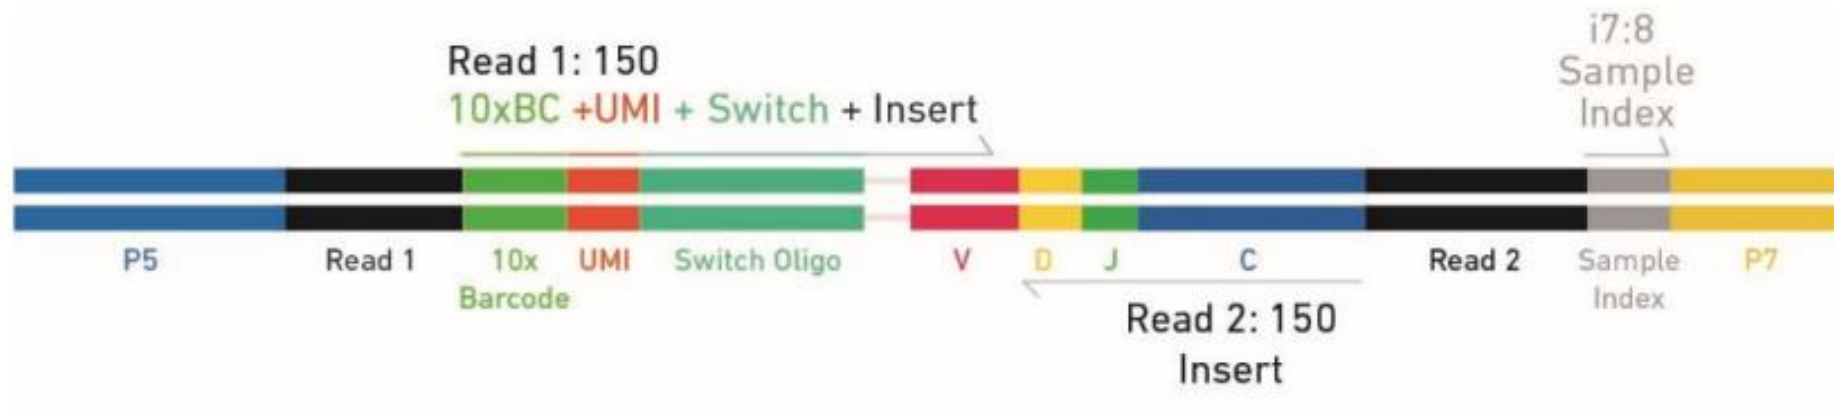 Read 1: 150
10xBC +UMI + Switch + Insert
i7:8
Sample
Index
P5
Read 1
10x
Barcode
UMI
Switch Oligo
V
D
J
C
Read 2
Sample
Index
P7
Read 2: 150
Insert